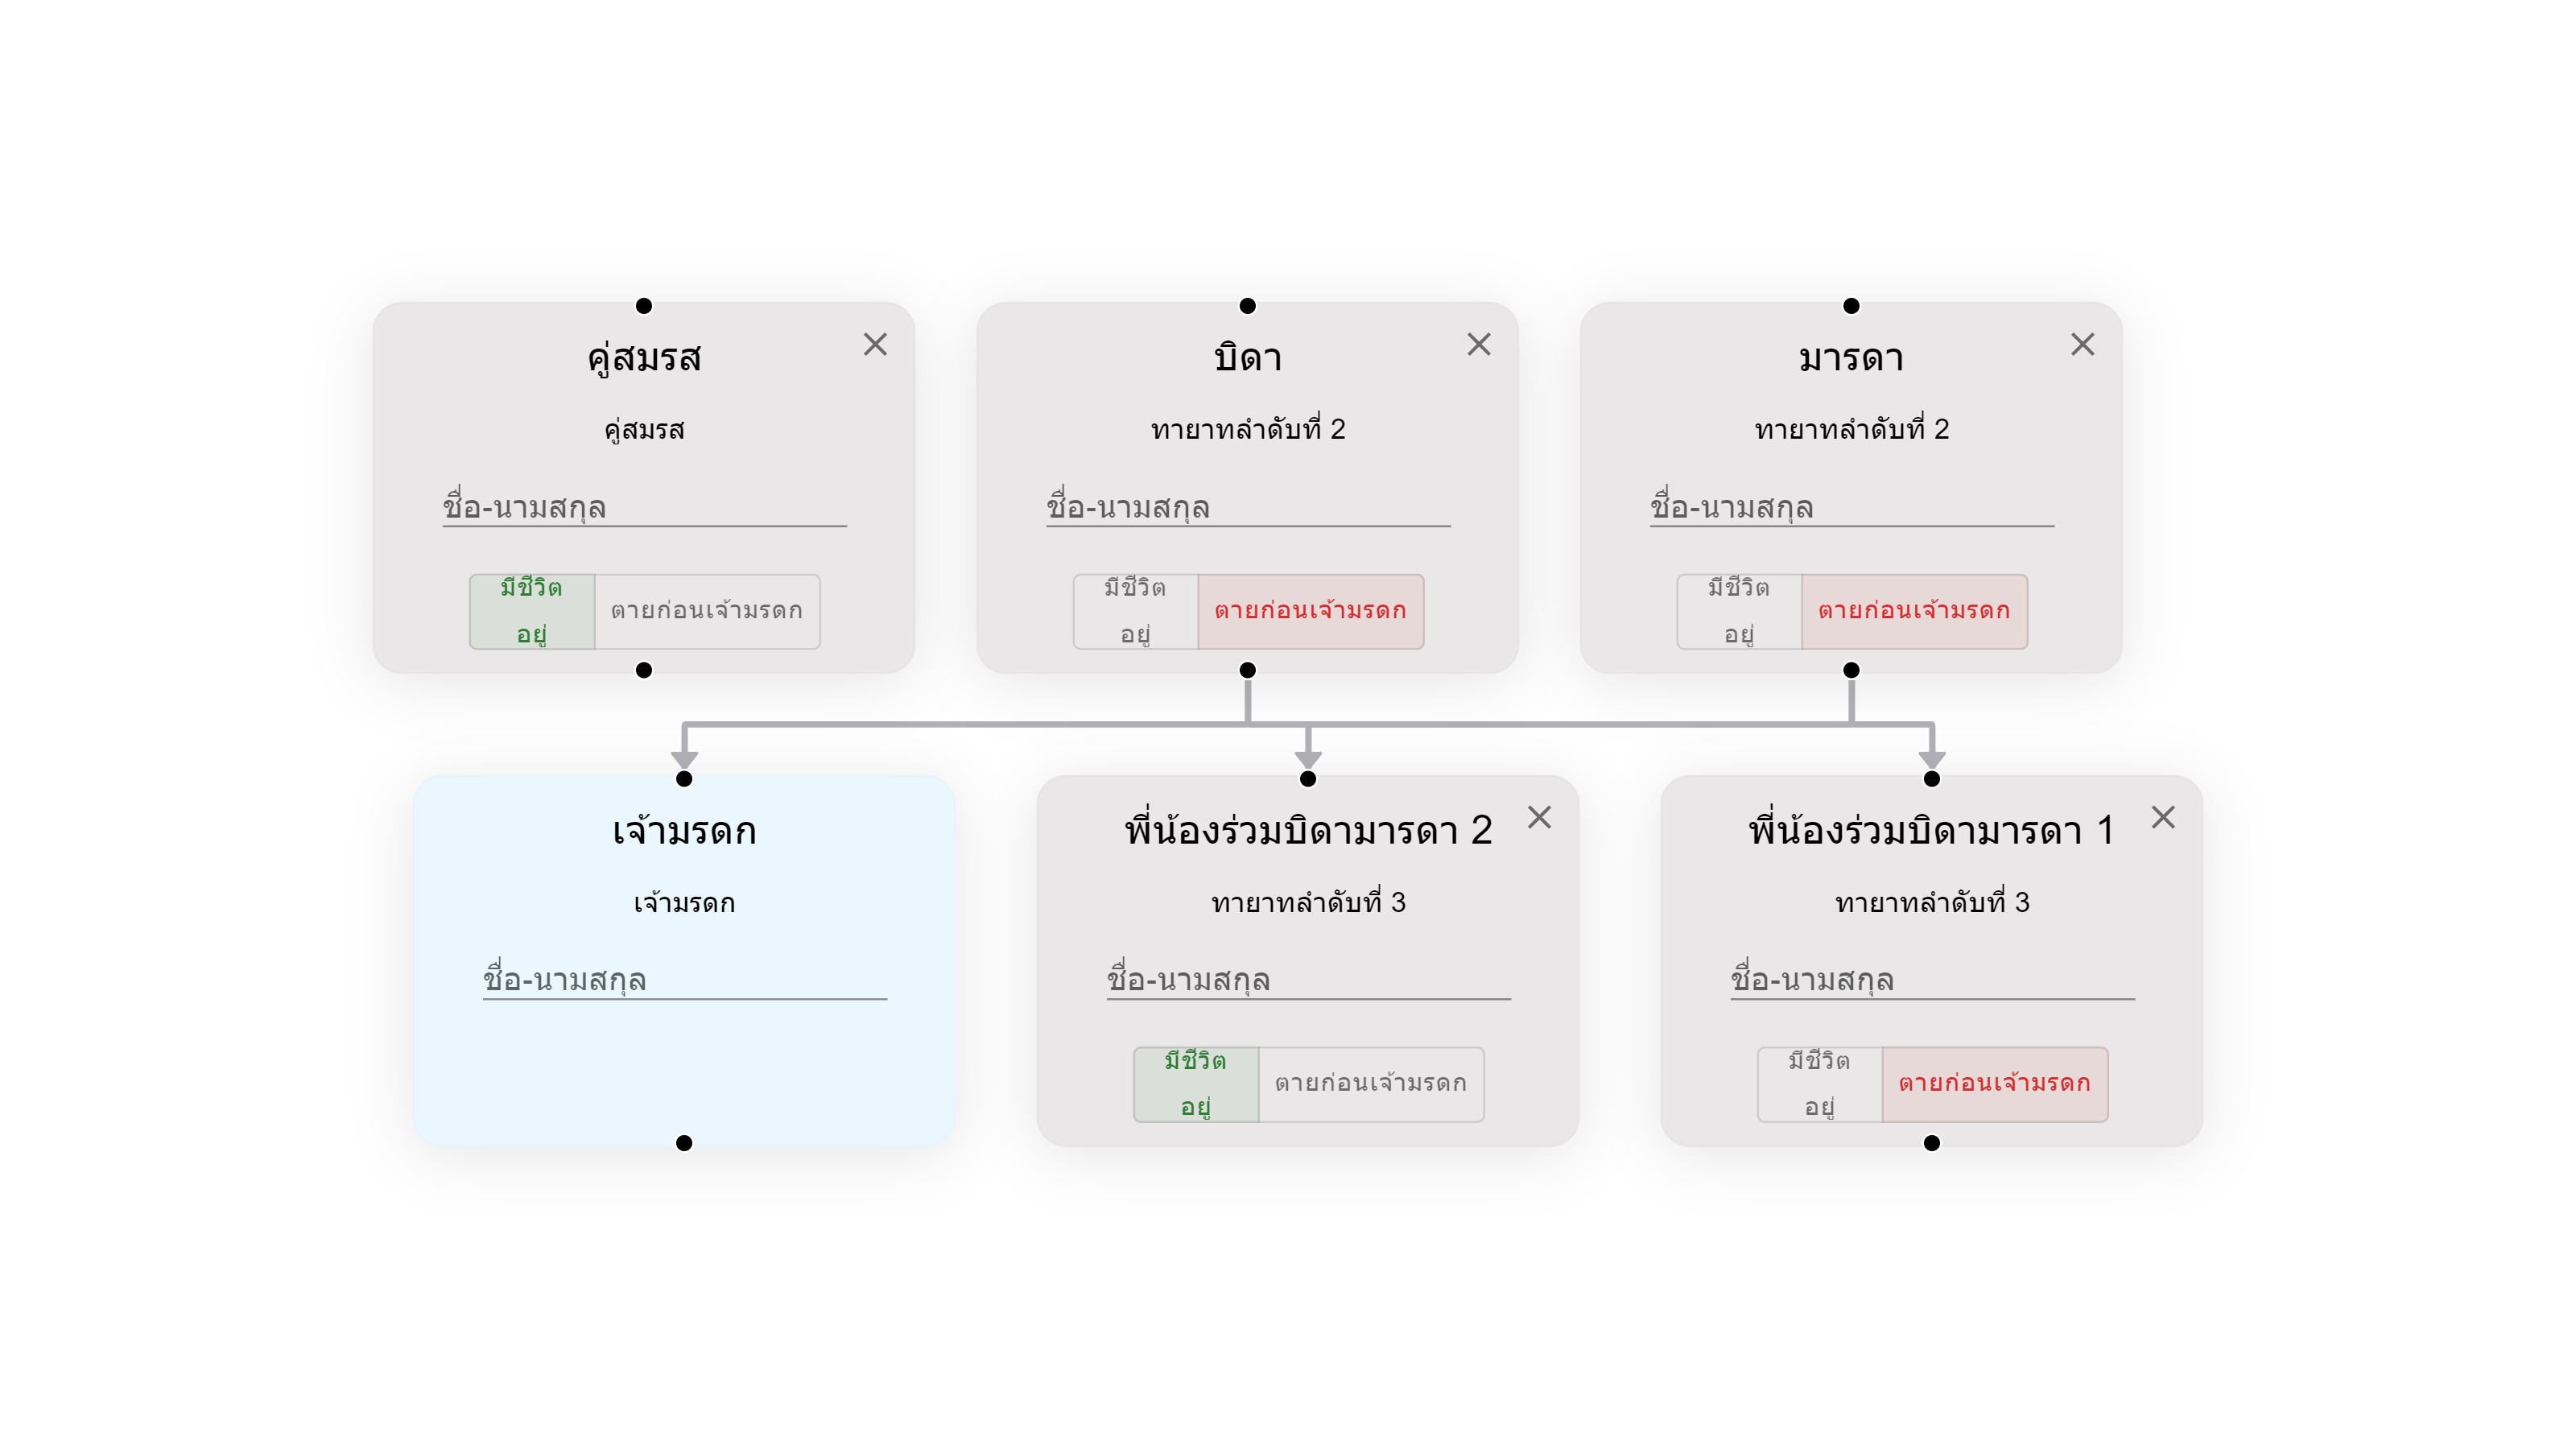 คู่สมรส
คู่สมรส
ชื่อ-นามสกุล
มีชีวิต
อยู่
ตายก่อนเจ้ามรดก
บิดา
ทายาทลำดับที่ 2
ชื่อ-นามสกุล
มีชีวิต
อยู่
ตายก่อนเจ้ามรดก
มารดา
ทายาทลำดับที่ 2
ชื่อ-นามสกุล
มีชีวิต
อยู่
ตายก่อนเจ้ามรดก
เจ้ามรดก
เจ้ามรดก
ชื่อ-นามสกุล
พี่น้องร่วมบิดามารดา 2
ทายาทลำดับที่ 3
ชื่อ-นามสกุล
มีชีวิต
อยู่
ตายก่อนเจ้ามรดก
พี่น้องร่วมบิดามารดา 1
ทายาทลำดับที่ 3
ชื่อ-นามสกุล
มีชีวิต
อยู่
ตายก่อนเจ้ามรดก